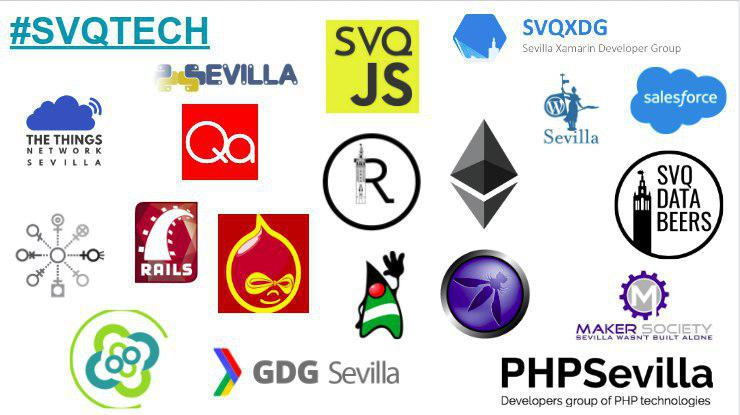 #SVQTECH
SEVILLA
SVQ
JS
SVQXDG
Sevilla Xamarin Developer Group
THE THINGS
NETWORK
SEVILLA
Qa
R
W
Sevilla
salesforce
SVQ
DATA
BEERS
RAILS
M
MAKER SOCIETY
SEVILLA WASN'T BUILT ALONE
GDG Sevilla
PHPSevilla
Developers group of PHP technologies